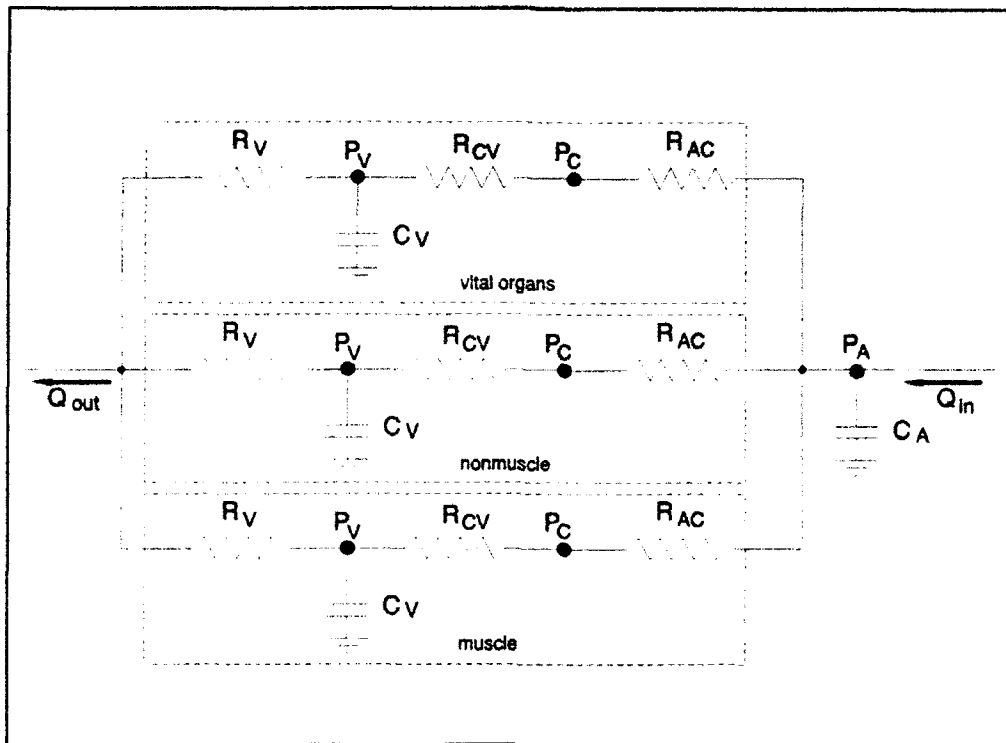 R_V P_V R_CV P_C R_AC
C_V
vital organs
R_V P_V R_CV P_C R_AC P_A
Q_out Q_in
C_V C_A
nonmuscle
R_V P_V R_CV P_C R_AC
C_V
muscle